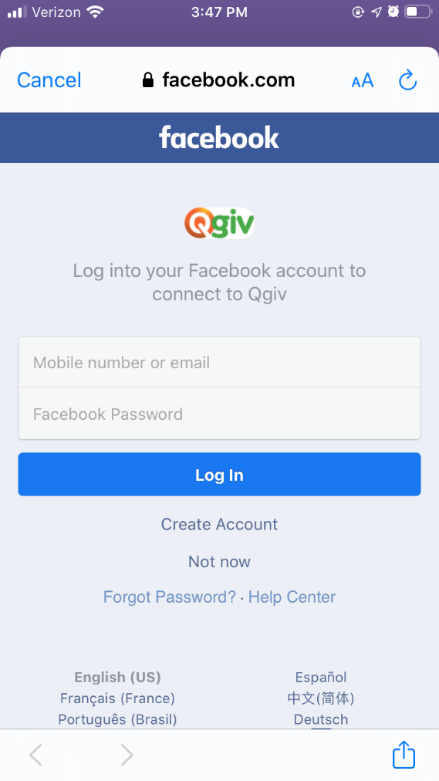 Verizon 3:47 PM
Cancel facebook.com AA
facebook
Qgiv
Log into your Facebook account to
connect to Qgiv
Mobile number or email
Facebook Password
Log In
Create Account
Not now
Forgot Password? · Help Center
English (US) Español
Français (France) 中文(简体)
Português (Brasil) Deutsch